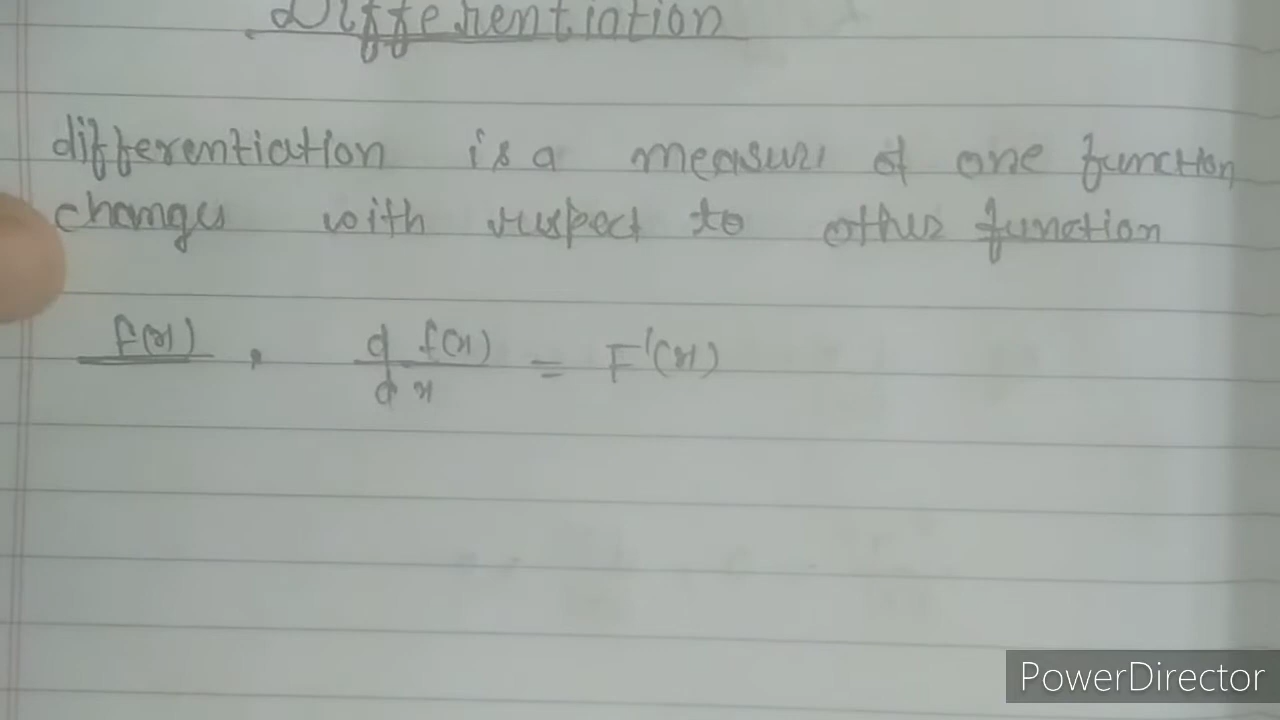 Differentiation
differentiation is a measure of one function
changes with respect to other function
f(x) , d f(x) / dx = F'(x)
PowerDirector